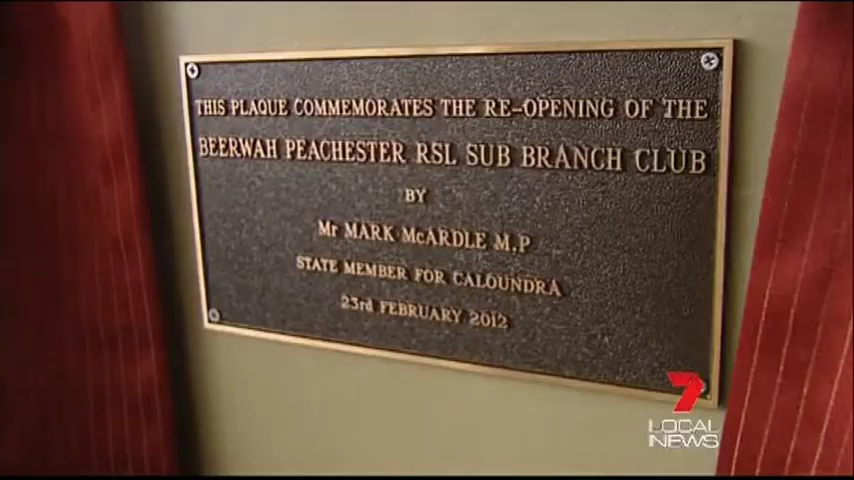 THIS PLAQUE COMMEMORATES THE RE-OPENING OF THE
BEERWAH PEACHESTER RSL SUB BRANCH CLUB
BY
Mr MARK McARDLE M.P
STATE MEMBER FOR CALOUNDRA
23rd FEBRUARY 2012
7
LOCAL
NEWS